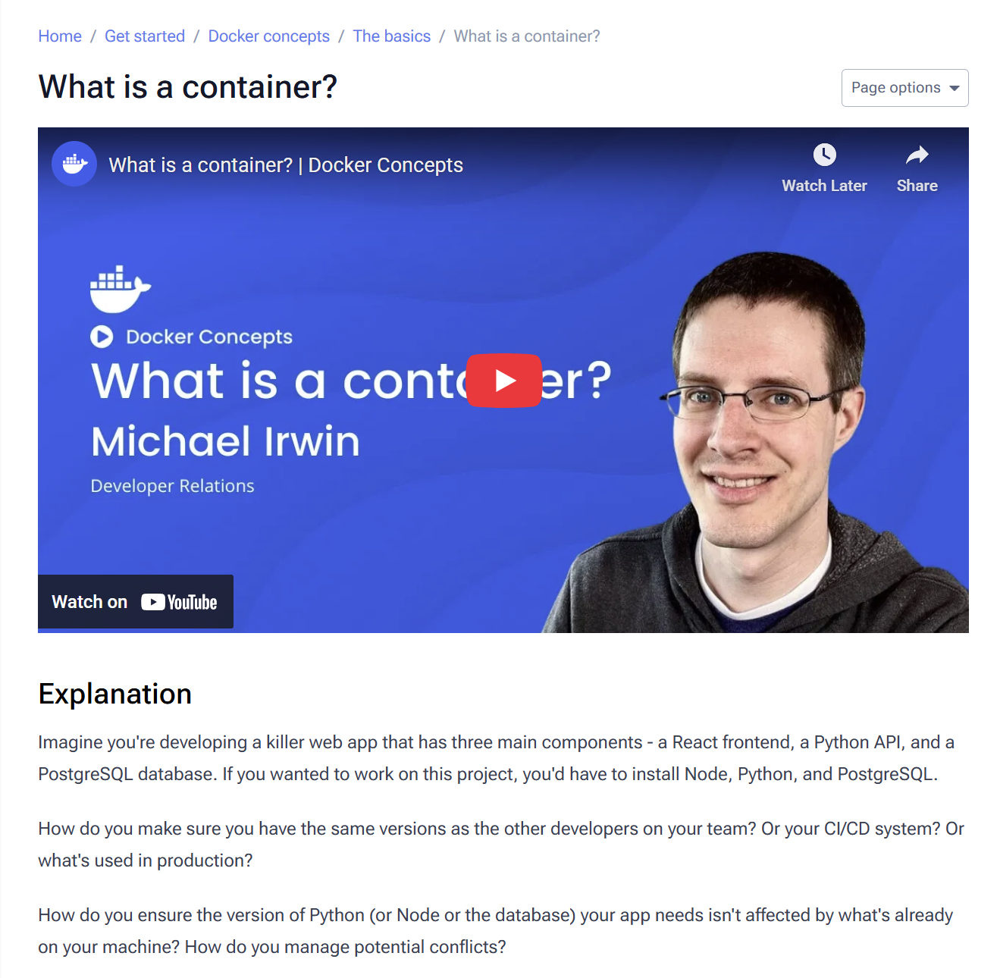 Home / Get started / Docker concepts / The basics / What is a container?
What is a container?
Page options
What is a container? | Docker Concepts
Watch Later
Share
Docker Concepts
What is a cont er?
Michael Irwin
Developer Relations
Watch on YouTube
Explanation
Imagine you're developing a killer web app that has three main components - a React frontend, a Python API, and a
PostgreSQL database. If you wanted to work on this project, you'd have to install Node, Python, and PostgreSQL.
How do you make sure you have the same versions as the other developers on your team? Or your CI/CD system? Or
what's used in production?
How do you ensure the version of Python (or Node or the database) your app needs isn't affected by what's already
on your machine? How do you manage potential conflicts?